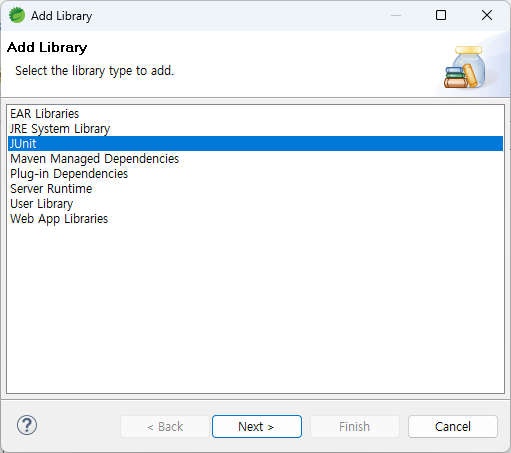 Add Library
Add Library
Select the library type to add.
EAR Libraries
JRE System Library
JUnit
Maven Managed Dependencies
Plug-in Dependencies
Server Runtime
User Library
Web App Libraries
?
< Back
Next >
Finish
Cancel